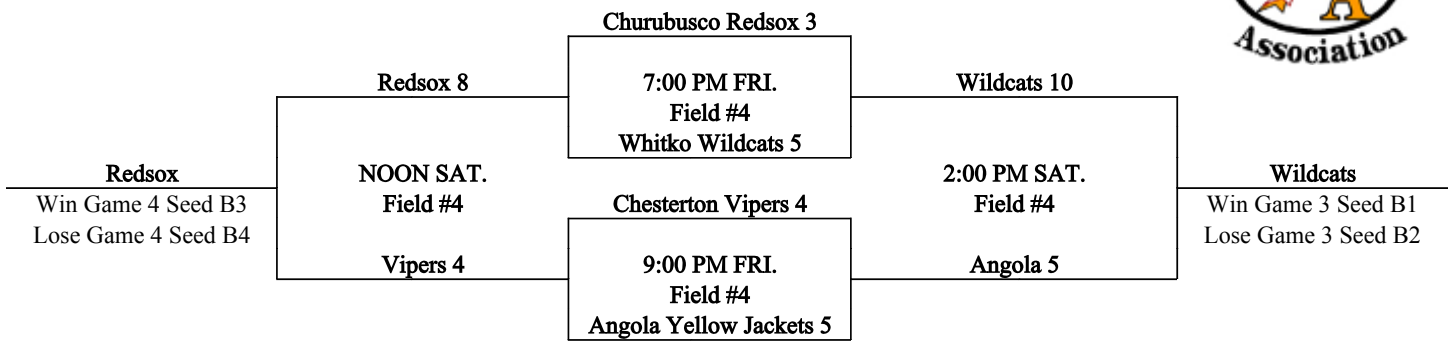 Association
Churubusco Redsox 3
Redsox 8
7:00 PM FRI.
Wildcats 10
Field #4
Whitko Wildcats 5
Redsox
NOON SAT.
2:00 PM SAT.
Wildcats
Win Game 4 Seed B3
Field #4
Chesterton Vipers 4
Field #4
Win Game 3 Seed B1
Lose Game 4 Seed B4
Lose Game 3 Seed B2
Vipers 4
9:00 PM FRI.
Angola 5
Field #4
Angola Yellow Jackets 5